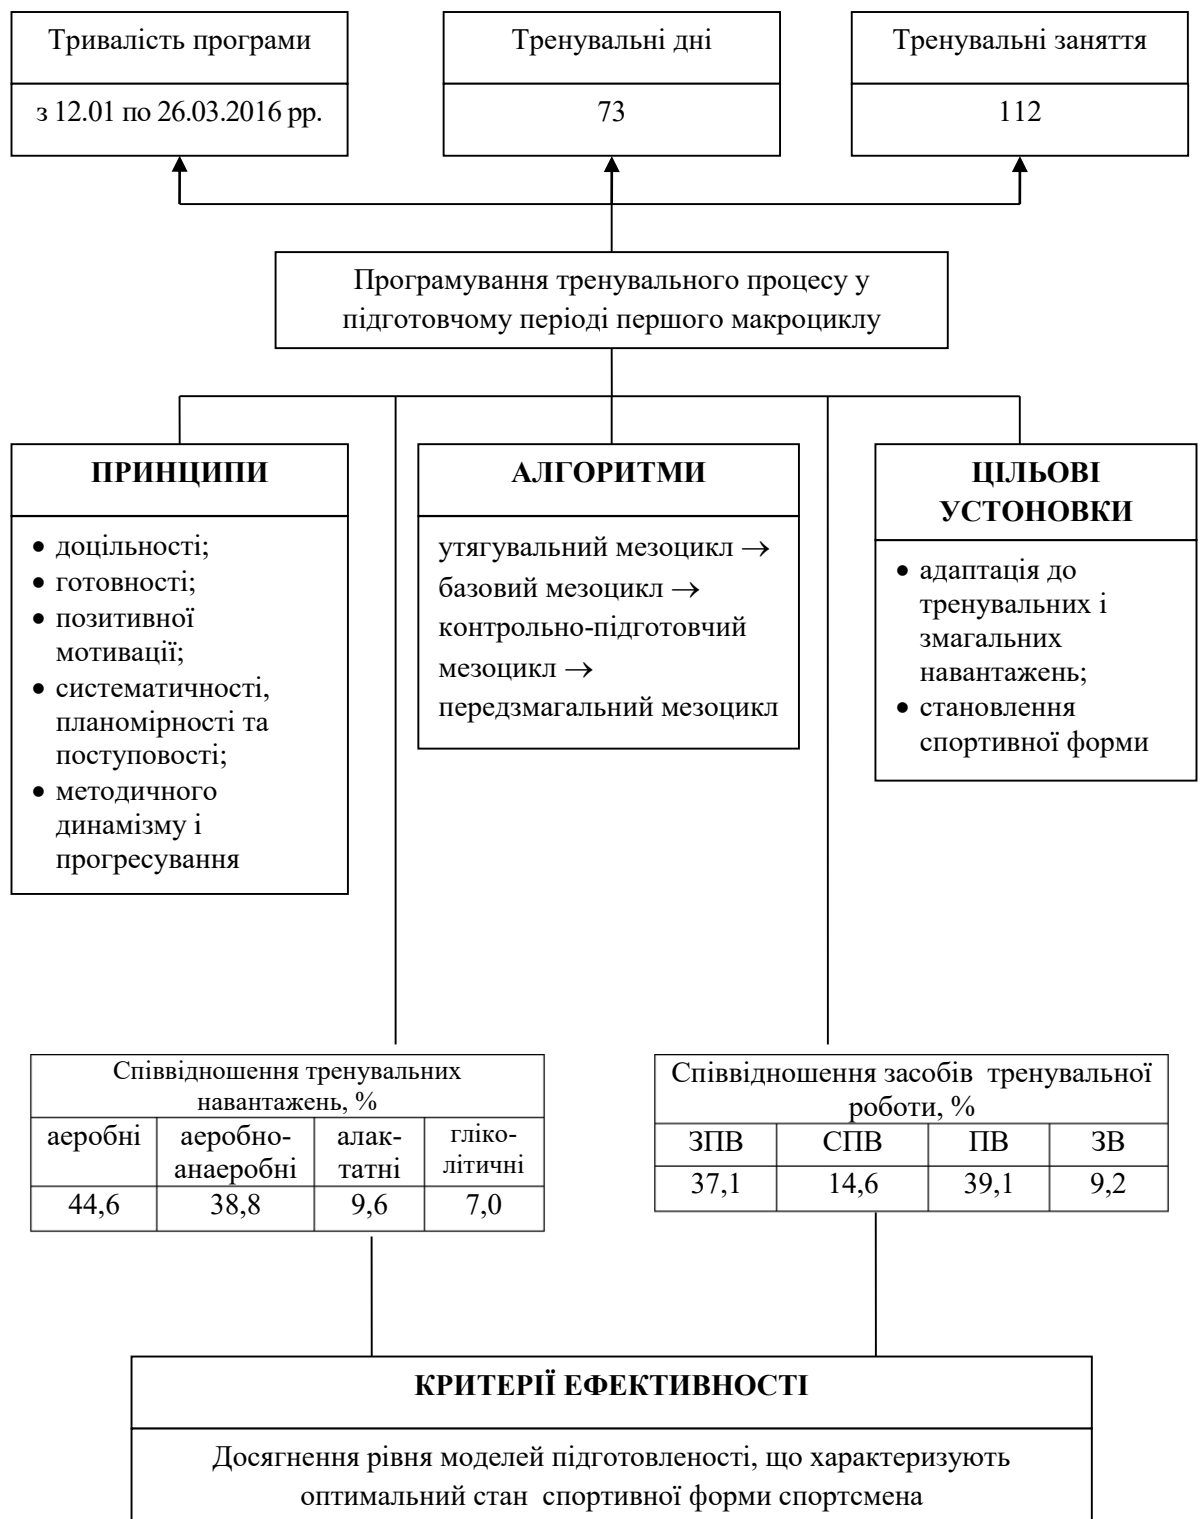 Тривалість програми
з 12.01 по 26.03.2016 рр.
Тренувальні дні
73
Тренувальні заняття
112
Програмування тренувального процесу у
підготовчому періоді першого макроциклу
ПРИНЦИПИ
• доцільності;
• готовності;
• позитивної
мотивації;
• систематичності,
планомірності та
поступовості;
• методичного
динамізму і
прогресування
АЛГОРИТМИ
утягувальний мезоцикл →
базовий мезоцикл →
контрольно-підготовчий
мезоцикл →
передзмагальний мезоцикл
ЦІЛЬОВІ
УСТОНОВКИ
• адаптація до
тренувальних і
змагальних
навантажень;
• становлення
спортивної форми
Співвідношення тренувальних
навантажень, %
аеробні
аеробно-
анаеробні
алак-
татні
гліко-
літичні
44,6 38,8 9,6 7,0
Співвідношення засобів тренувальної
роботи, %
ЗПВ СПВ ПВ ЗВ
37,1 14,6 39,1 9,2
КРИТЕРІЇ ЕФЕКТИВНОСТІ
Досягнення рівня моделей підготовленості, що характеризують
оптимальний стан спортивної форми спортсмена